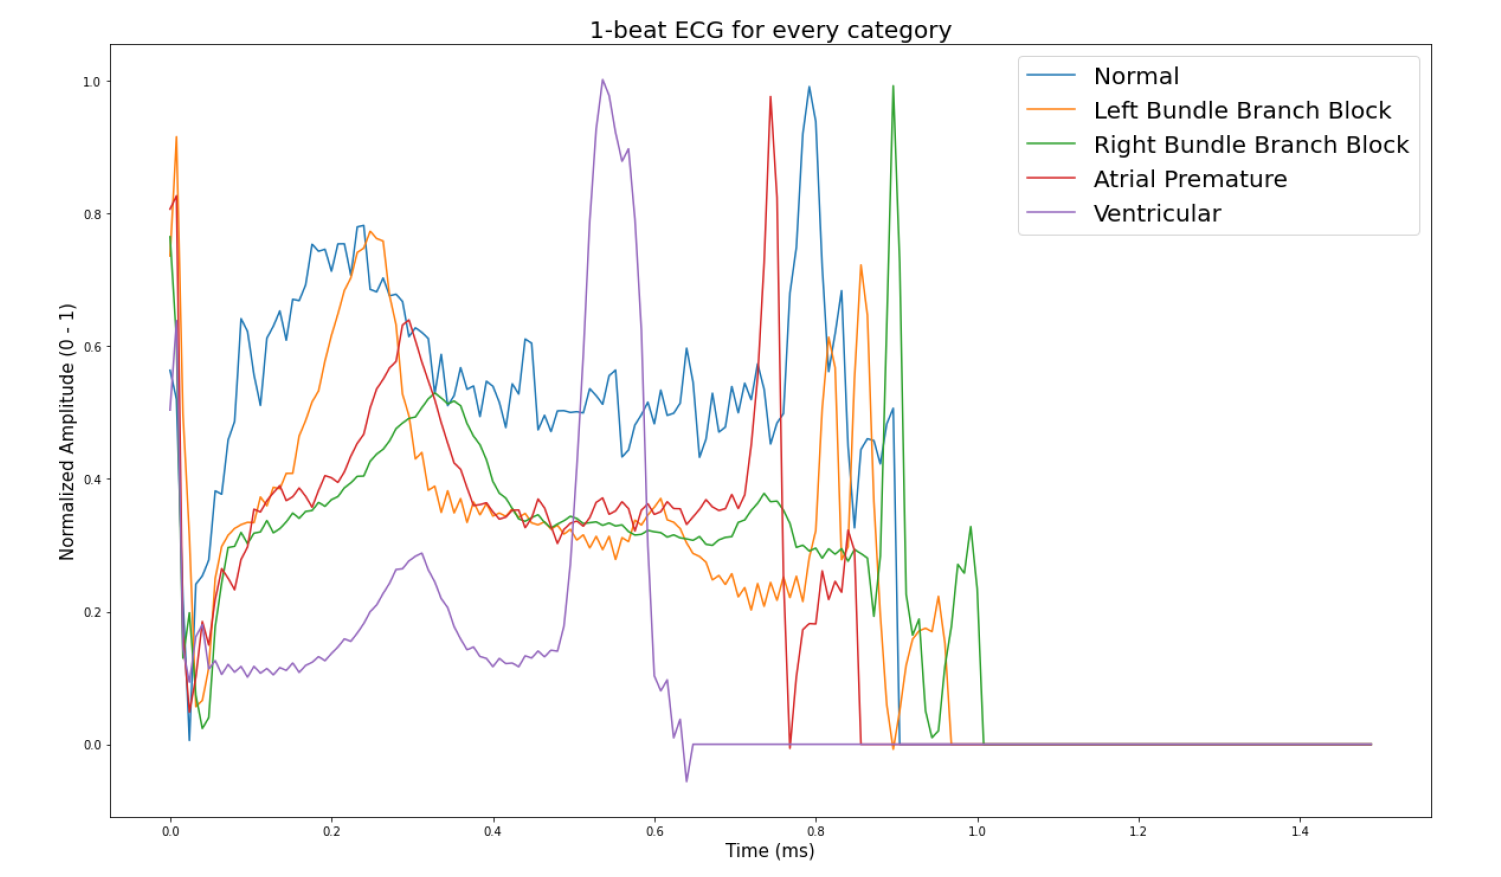 1-beat ECG for every category
Normal
Left Bundle Branch Block
Right Bundle Branch Block
Atrial Premature
Ventricular
Normalized Amplitude (0 - 1)
1.0
0.8
0.6
0.4
0.2
0.0
0.0 0.2 0.4 0.6 0.8 1.0 1.2 1.4
Time (ms)